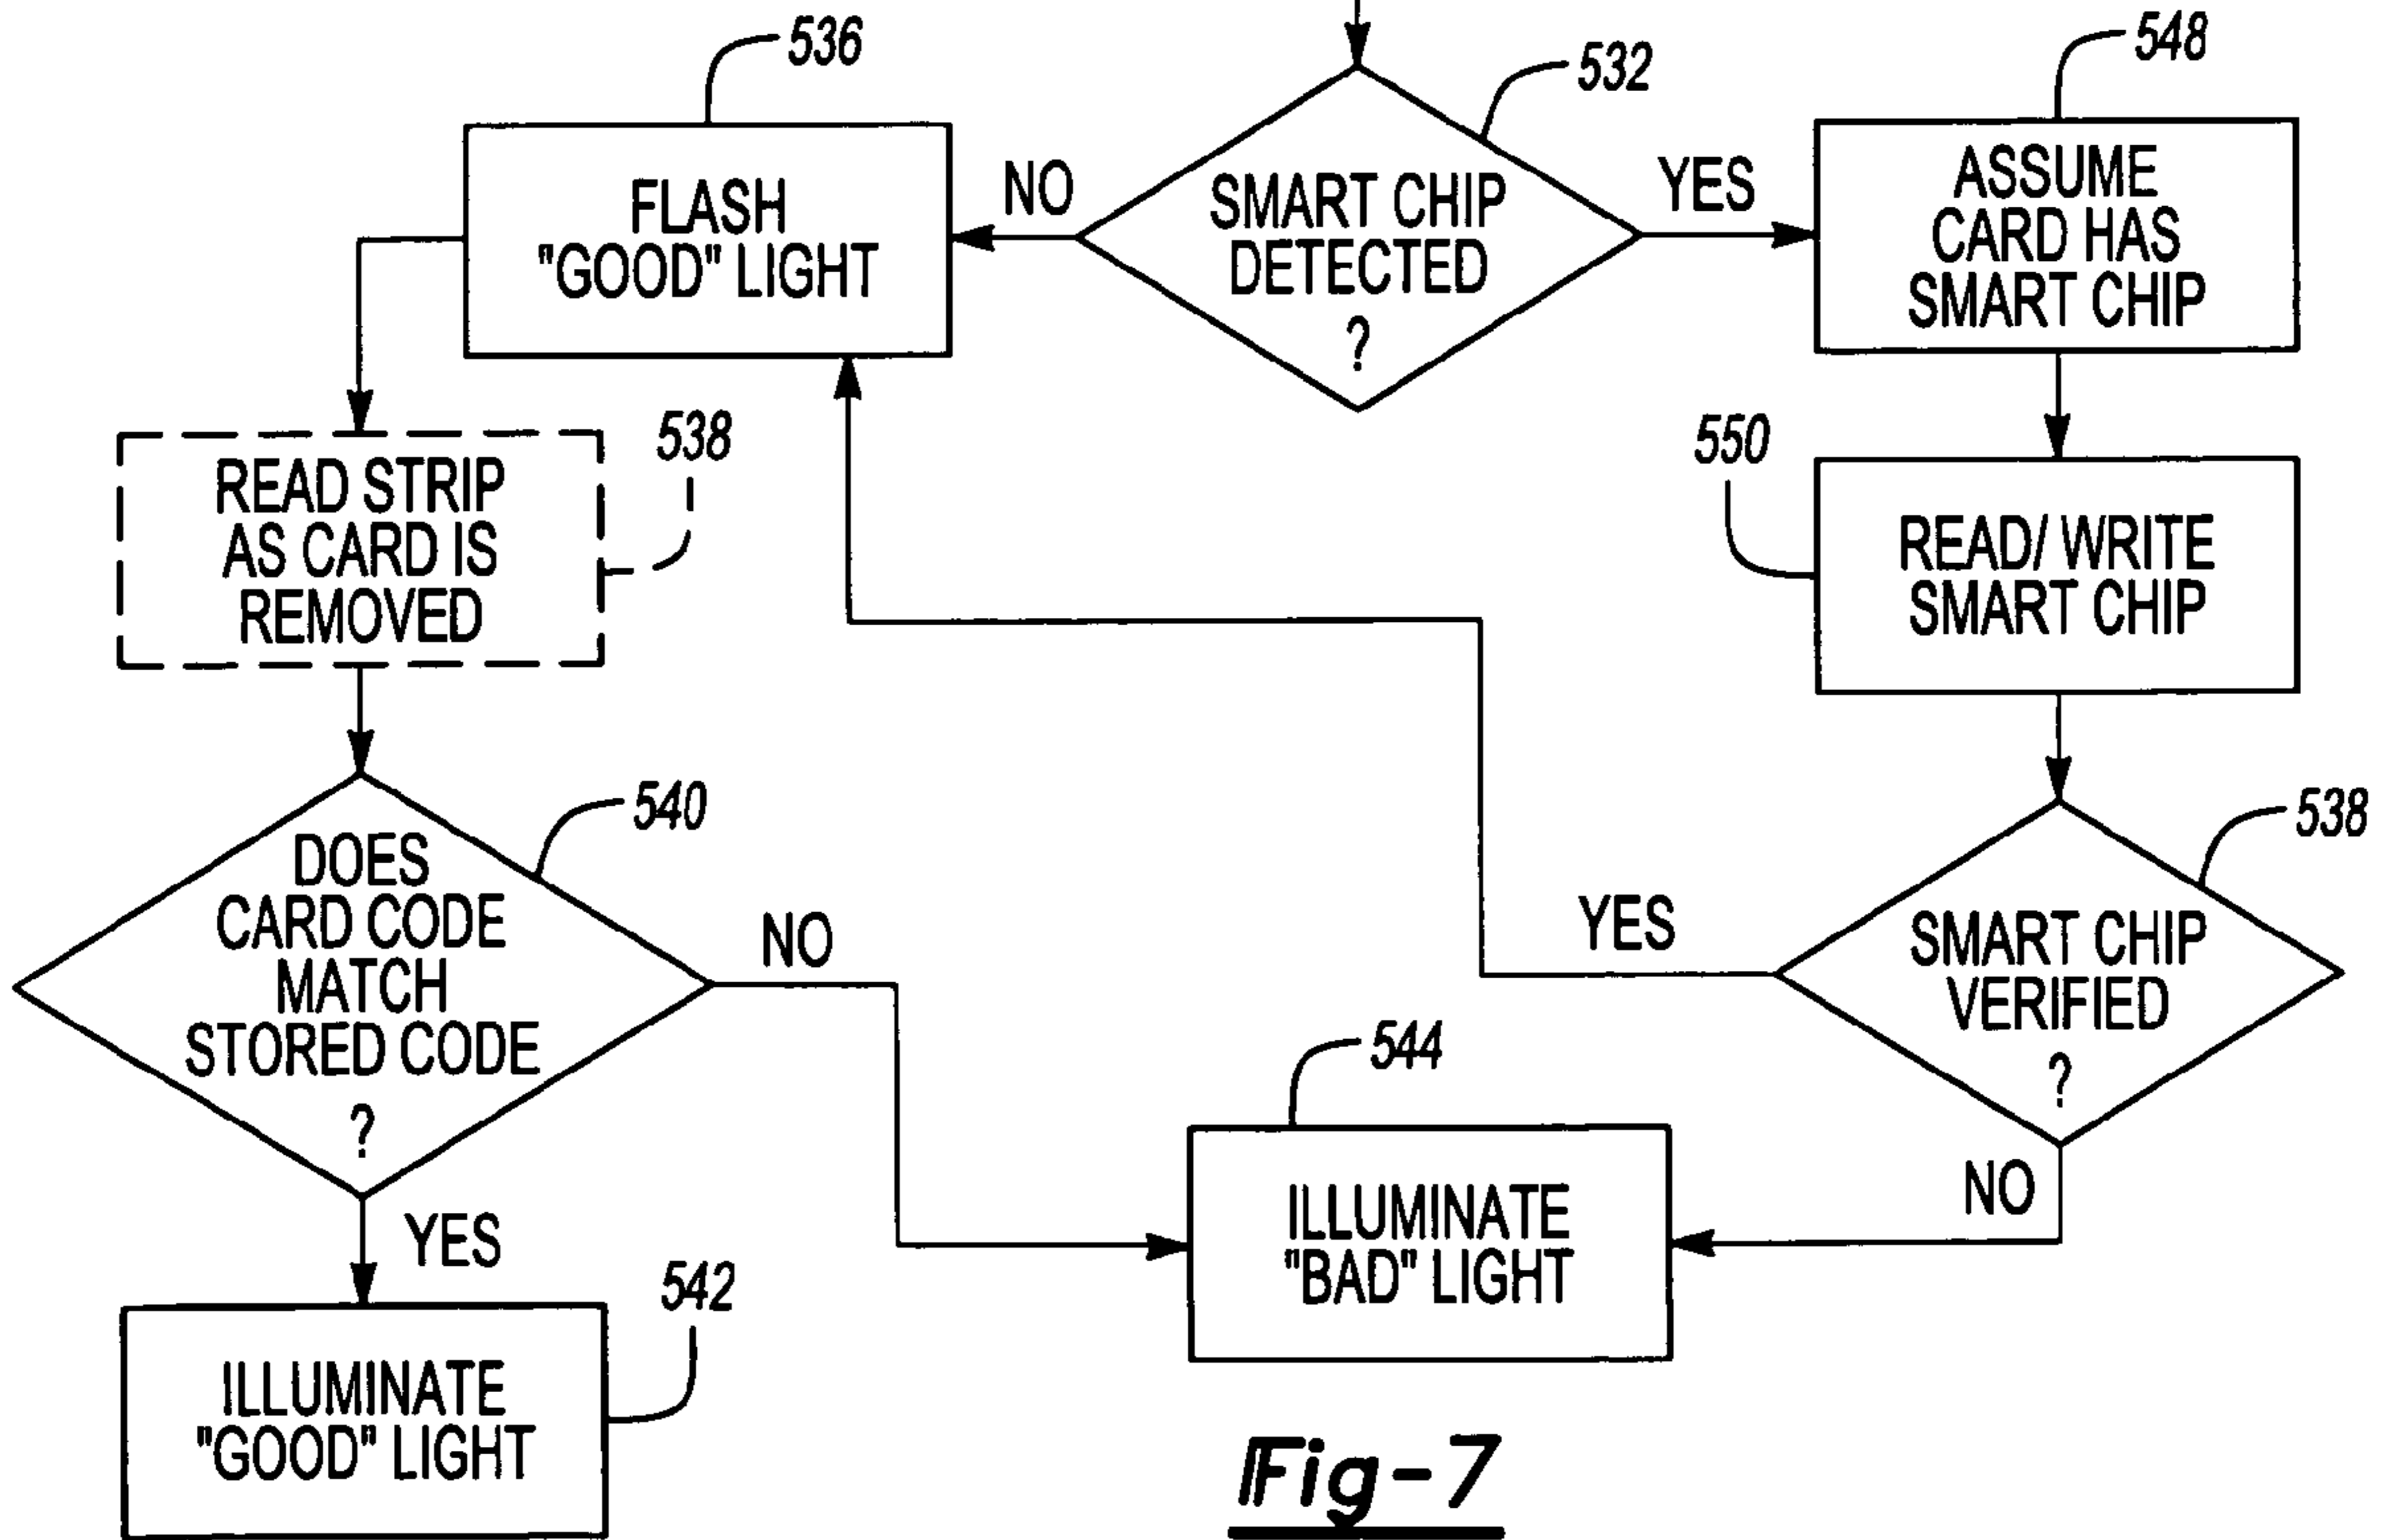 536
532
548
FLASH
"GOOD" LIGHT
NO
SMART CHIP
DETECTED
?
YES
ASSUME
CARD HAS
SMART CHIP
538
READ STRIP
AS CARD IS
REMOVED
550
READ/ WRITE
SMART CHIP
540
DOES
CARD CODE
MATCH
STORED CODE
?
NO
YES
538
SMART CHIP
VERIFIED
?
NO
544
ILLUMINATE
"BAD" LIGHT
YES
542
ILLUMINATE
"GOOD" LIGHT
Fig-7